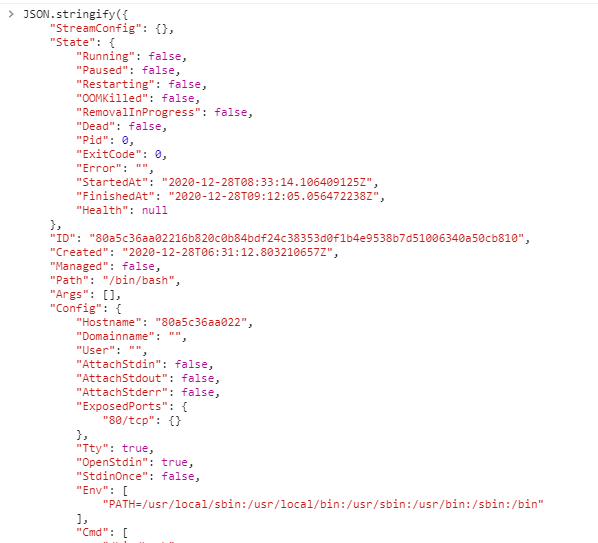 > JSON.stringify({
"StreamConfig": {},
"State": {
"Running": false,
"Paused": false,
"Restarting": false,
"OOMKilled": false,
"RemovalInProgress": false,
"Dead": false,
"Pid": 0,
"ExitCode": 0,
"Error": "",
"StartedAt": "2020-12-28T08:33:14.106409125Z",
"FinishedAt": "2020-12-28T09:12:05.056472238Z",
"Health": null
},
"ID": "80a5c36aa02216b820c0b84bdf24c38353d0f1b4e9538b7d51006340a50cb810",
"Created": "2020-12-28T06:31:12.803210657Z",
"Managed": false,
"Path": "/bin/bash",
"Args": [],
"Config": {
"Hostname": "80a5c36aa022",
"Domainname": "",
"User": "",
"AttachStdin": false,
"AttachStdout": false,
"AttachStderr": false,
"ExposedPorts": {
"80/tcp": {}
},
"Tty": true,
"OpenStdin": true,
"StdinOnce": false,
"Env": [
"PATH=/usr/local/sbin:/usr/local/bin:/usr/sbin:/usr/bin:/sbin:/bin"
],
"Cmd": [